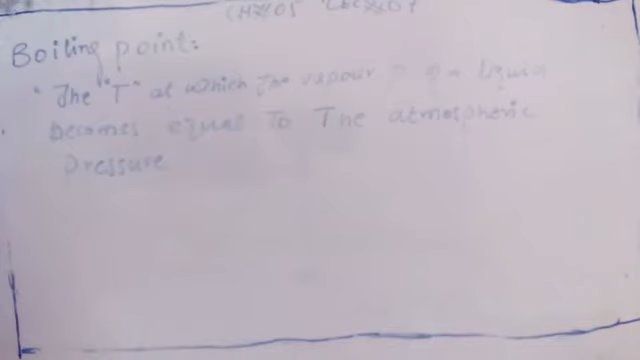 Boiling point:
"The "T" at which the vapour P of a liquid
becomes equal to The atmospheric
pressure